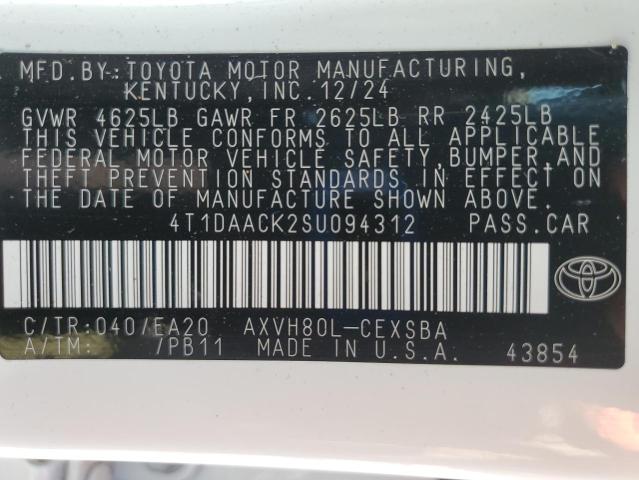 MFD. BY: TOYOTA MOTOR MANUFACTURING,
KENTUCKY, INC. 12/24
GVWR 4625LB GAWR FR 2625LB RR 2425LB
THIS VEHICLE CONFORMS TO ALL APPLICABLE
FEDERAL MOTOR VEHICLE SAFETY, BUMPER, AND
THEFT PREVENTION STANDARDS IN EFFECT ON
THE DATE OF MANUFACTURE SHOWN ABOVE.
4T1DAACK2SU094312 PASS.CAR
C/TR: 040/EA20 AXVH80L-CEXSBA
A/TM: /PB11 MADE IN U.S.A. 43854